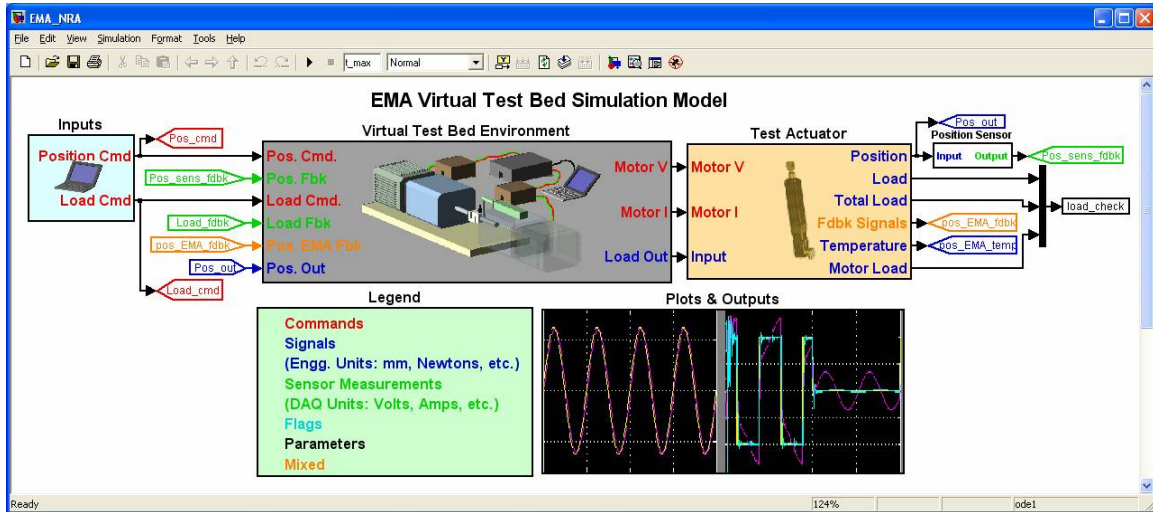 EMA_NRA
File Edit View Simulation Format Tools Help
t_max Normal
EMA Virtual Test Bed Simulation Model
Inputs
Position Cmd
Load Cmd
Pos_cmd
Pos_sens_fdbk
Load_fdbk
pos_EMA_fdbk
Pos_out
Load_cmd
Virtual Test Bed Environment
Pos. Cmd.
Pos. Fbk
Load Cmd.
Load Fbk
Pos. EMA Fbk
Pos. Out
Motor V
Motor I
Load Out
Test Actuator
Motor V
Motor I
Input
Position
Load
Total Load
Fdbk Signals
Temperature
Motor Load
Pos_out
Position Sensor
Input Output
Pos_sens_fdbk
load_check
pos_EMA_fdbk
pos_EMA_temp
Legend
Commands
Signals
(Engg. Units: mm, Newtons, etc.)
Sensor Measurements
(DAQ Units: Volts, Amps, etc.)
Flags
Parameters
Mixed
Plots & Outputs
Ready 124% ode1